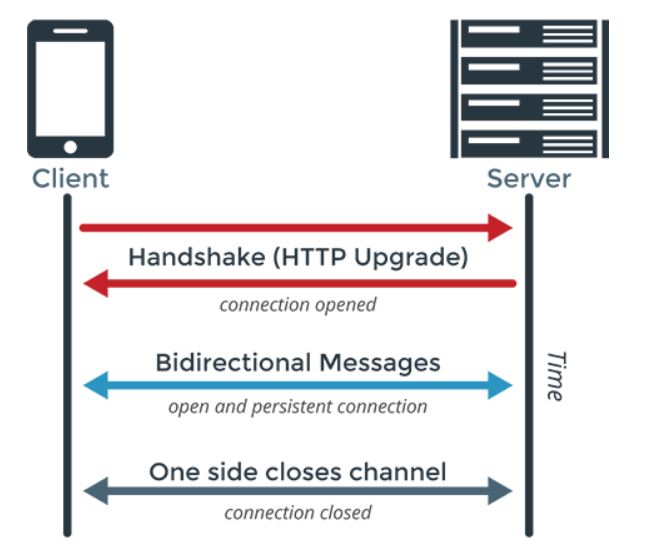 Client
Server
Handshake (HTTP Upgrade)
connection opened
Bidirectional Messages
open and persistent connection
Time
One side closes channel
connection closed